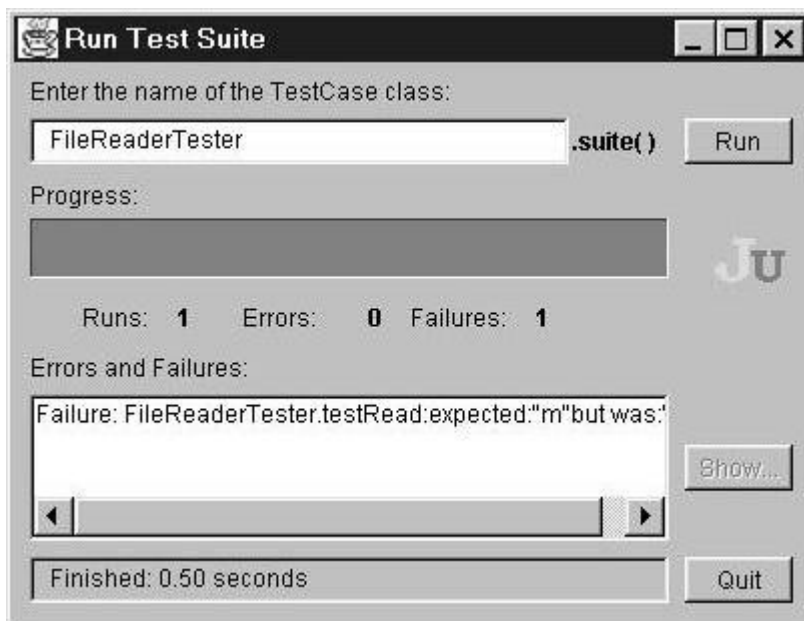 Run Test Suite
Enter the name of the TestCase class:
FileReaderTester .suite( ) Run
Progress:
JU
Runs: 1 Errors: 0 Failures: 1
Errors and Failures:
Failure: FileReaderTester.testRead:expected:"m"but was:"
Show...
Finished: 0.50 seconds Quit